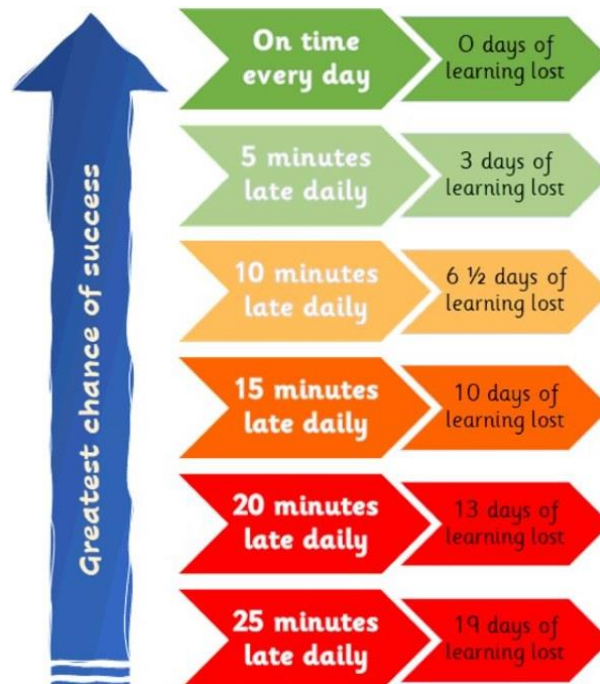 Greatest chance of success
On time
every day
0 days of
learning lost
5 minutes
late daily
3 days of
learning lost
10 minutes
late daily
6 ½ days of
learning lost
15 minutes
late daily
10 days of
learning lost
20 minutes
late daily
13 days of
learning lost
25 minutes
late daily
19 days of
learning lost